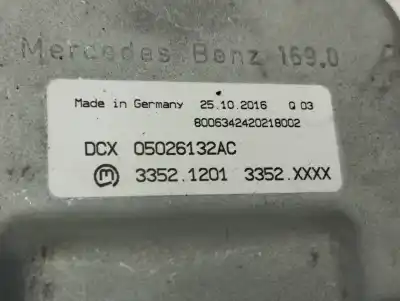 Mercedes Benz 169.0
Made in Germany 25.10.2016 Q 03
8006342420218002
DCX 05026132AC
m 3352.1201 3352.XXXX